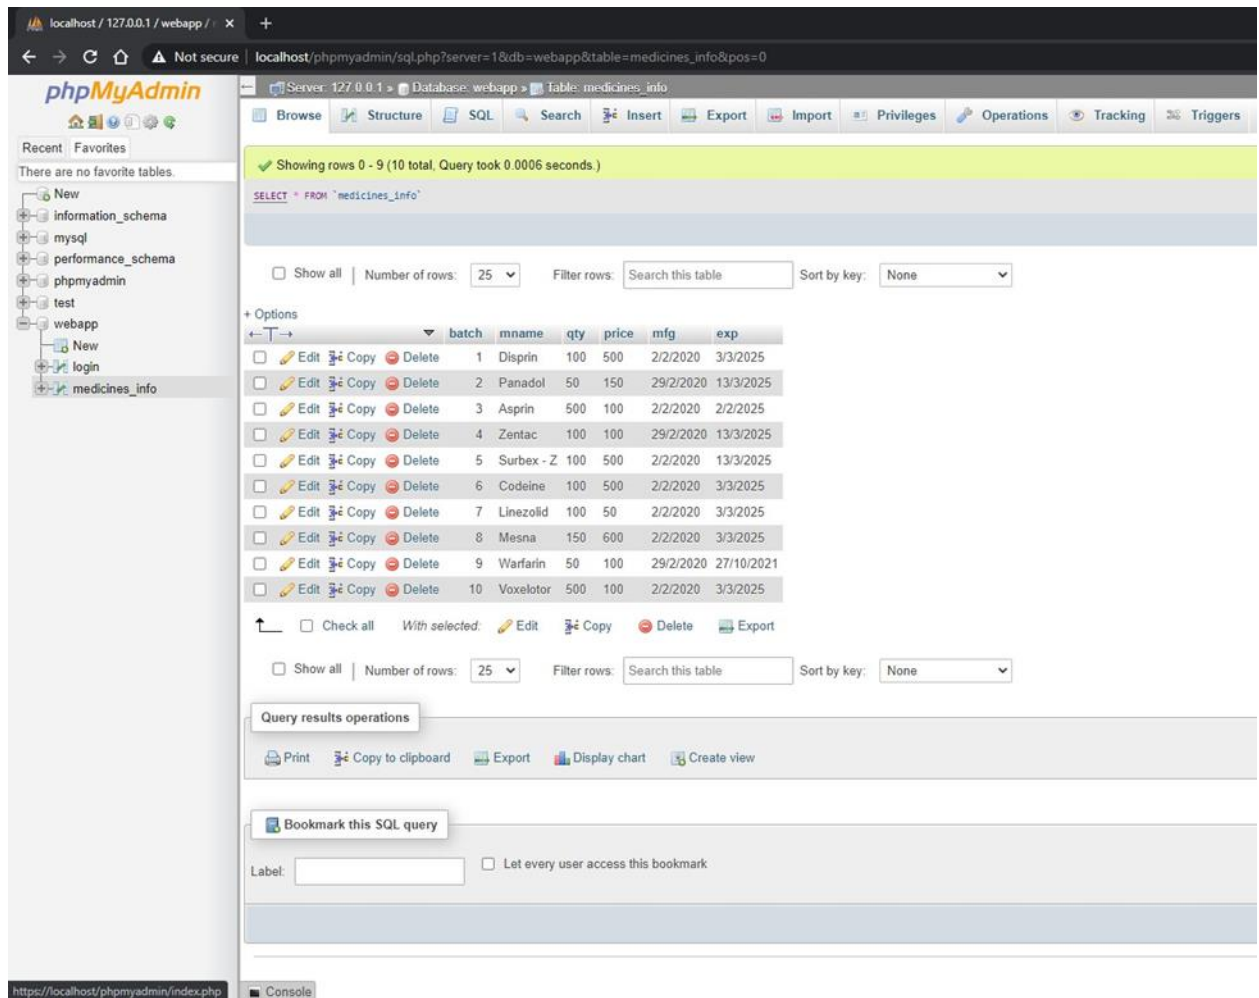 localhost / 127.0.0.1 / webapp /
Not secure localhost/phpmyadmin/sql.php?server=1&db=webapp&table=medicines_info&pos=0
phpMyAdmin
Recent Favorites
There are no favorite tables.
New
information_schema
mysql
performance_schema
phpmyadmin
test
webapp
New
login
medicines_info
Server: 127.0.0.1 » Database: webapp » Table: medicines_info
Browse Structure SQL Search Insert Export Import Privileges Operations Tracking Triggers
Showing rows 0 - 9 (10 total, Query took 0.0006 seconds.)
SELECT * FROM `medicines_info`
Show all | Number of rows: 25 Filter rows: Search this table Sort by key: None
+ Options
←T→ batch mname qty price mfg exp
Edit Copy Delete 1 Disprin 100 500 2/2/2020 3/3/2025
Edit Copy Delete 2 Panadol 50 150 29/2/2020 13/3/2025
Edit Copy Delete 3 Asprin 500 100 2/2/2020 2/2/2025
Edit Copy Delete 4 Zentac 100 100 29/2/2020 13/3/2025
Edit Copy Delete 5 Surbex - Z 100 500 2/2/2020 13/3/2025
Edit Copy Delete 6 Codeine 100 500 2/2/2020 3/3/2025
Edit Copy Delete 7 Linezolid 100 50 2/2/2020 3/3/2025
Edit Copy Delete 8 Mesna 150 600 2/2/2020 3/3/2025
Edit Copy Delete 9 Warfarin 50 100 29/2/2020 27/10/2021
Edit Copy Delete 10 Voxelotor 500 100 2/2/2020 3/3/2025
Check all With selected: Edit Copy Delete Export
Show all | Number of rows: 25 Filter rows: Search this table Sort by key: None
Query results operations
Print Copy to clipboard Export Display chart Create view
Bookmark this SQL query
Label: Let every user access this bookmark
https://localhost/phpmyadmin/index.php
Console